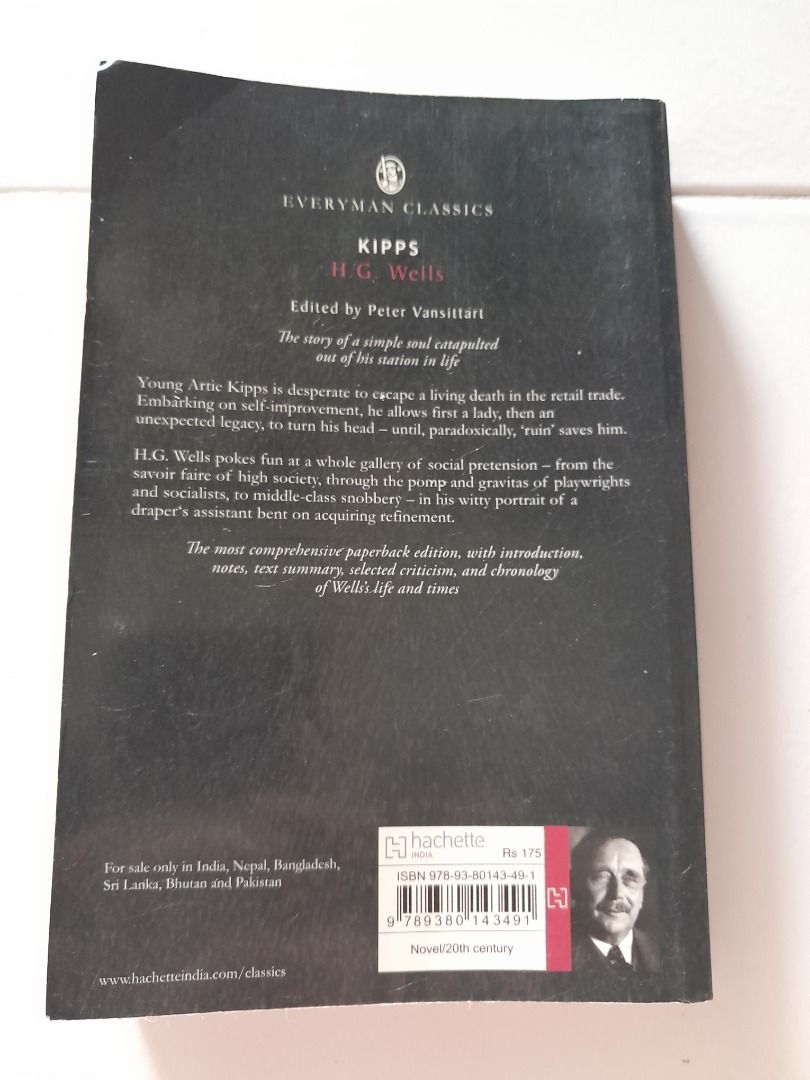 EVERYMAN CLASSICS
KIPPS
H.G. Wells
Edited by Peter Vansittart
The story of a simple soul catapulted
out of his station in life
Young Artie Kipps is desperate to escape a living death in the retail trade.
Embarking on self-improvement, he allows first a lady, then an
unexpected legacy, to turn his head – until, paradoxically, ‘ruin’ saves him.
H.G. Wells pokes fun at a whole gallery of social pretension – from the
savoir faire of high society, through the pomp and gravitas of playwrights
and socialists, to middle-class snobbery – in his witty portrait of a
draper‘s assistant bent on acquiring refinement.
The most comprehensive paperback edition, with introduction,
notes, text summary, selected criticism, and chronology
of Wells’s life and times
For sale only in India, Nepal, Bangladesh,
Sri Lanka, Bhutan and Pakistan
www.hachetteindia.com/classics
hachette
INDIA
Rs 175
ISBN 978-93-80143-49-1
9 789380 143491
Novel/20th century